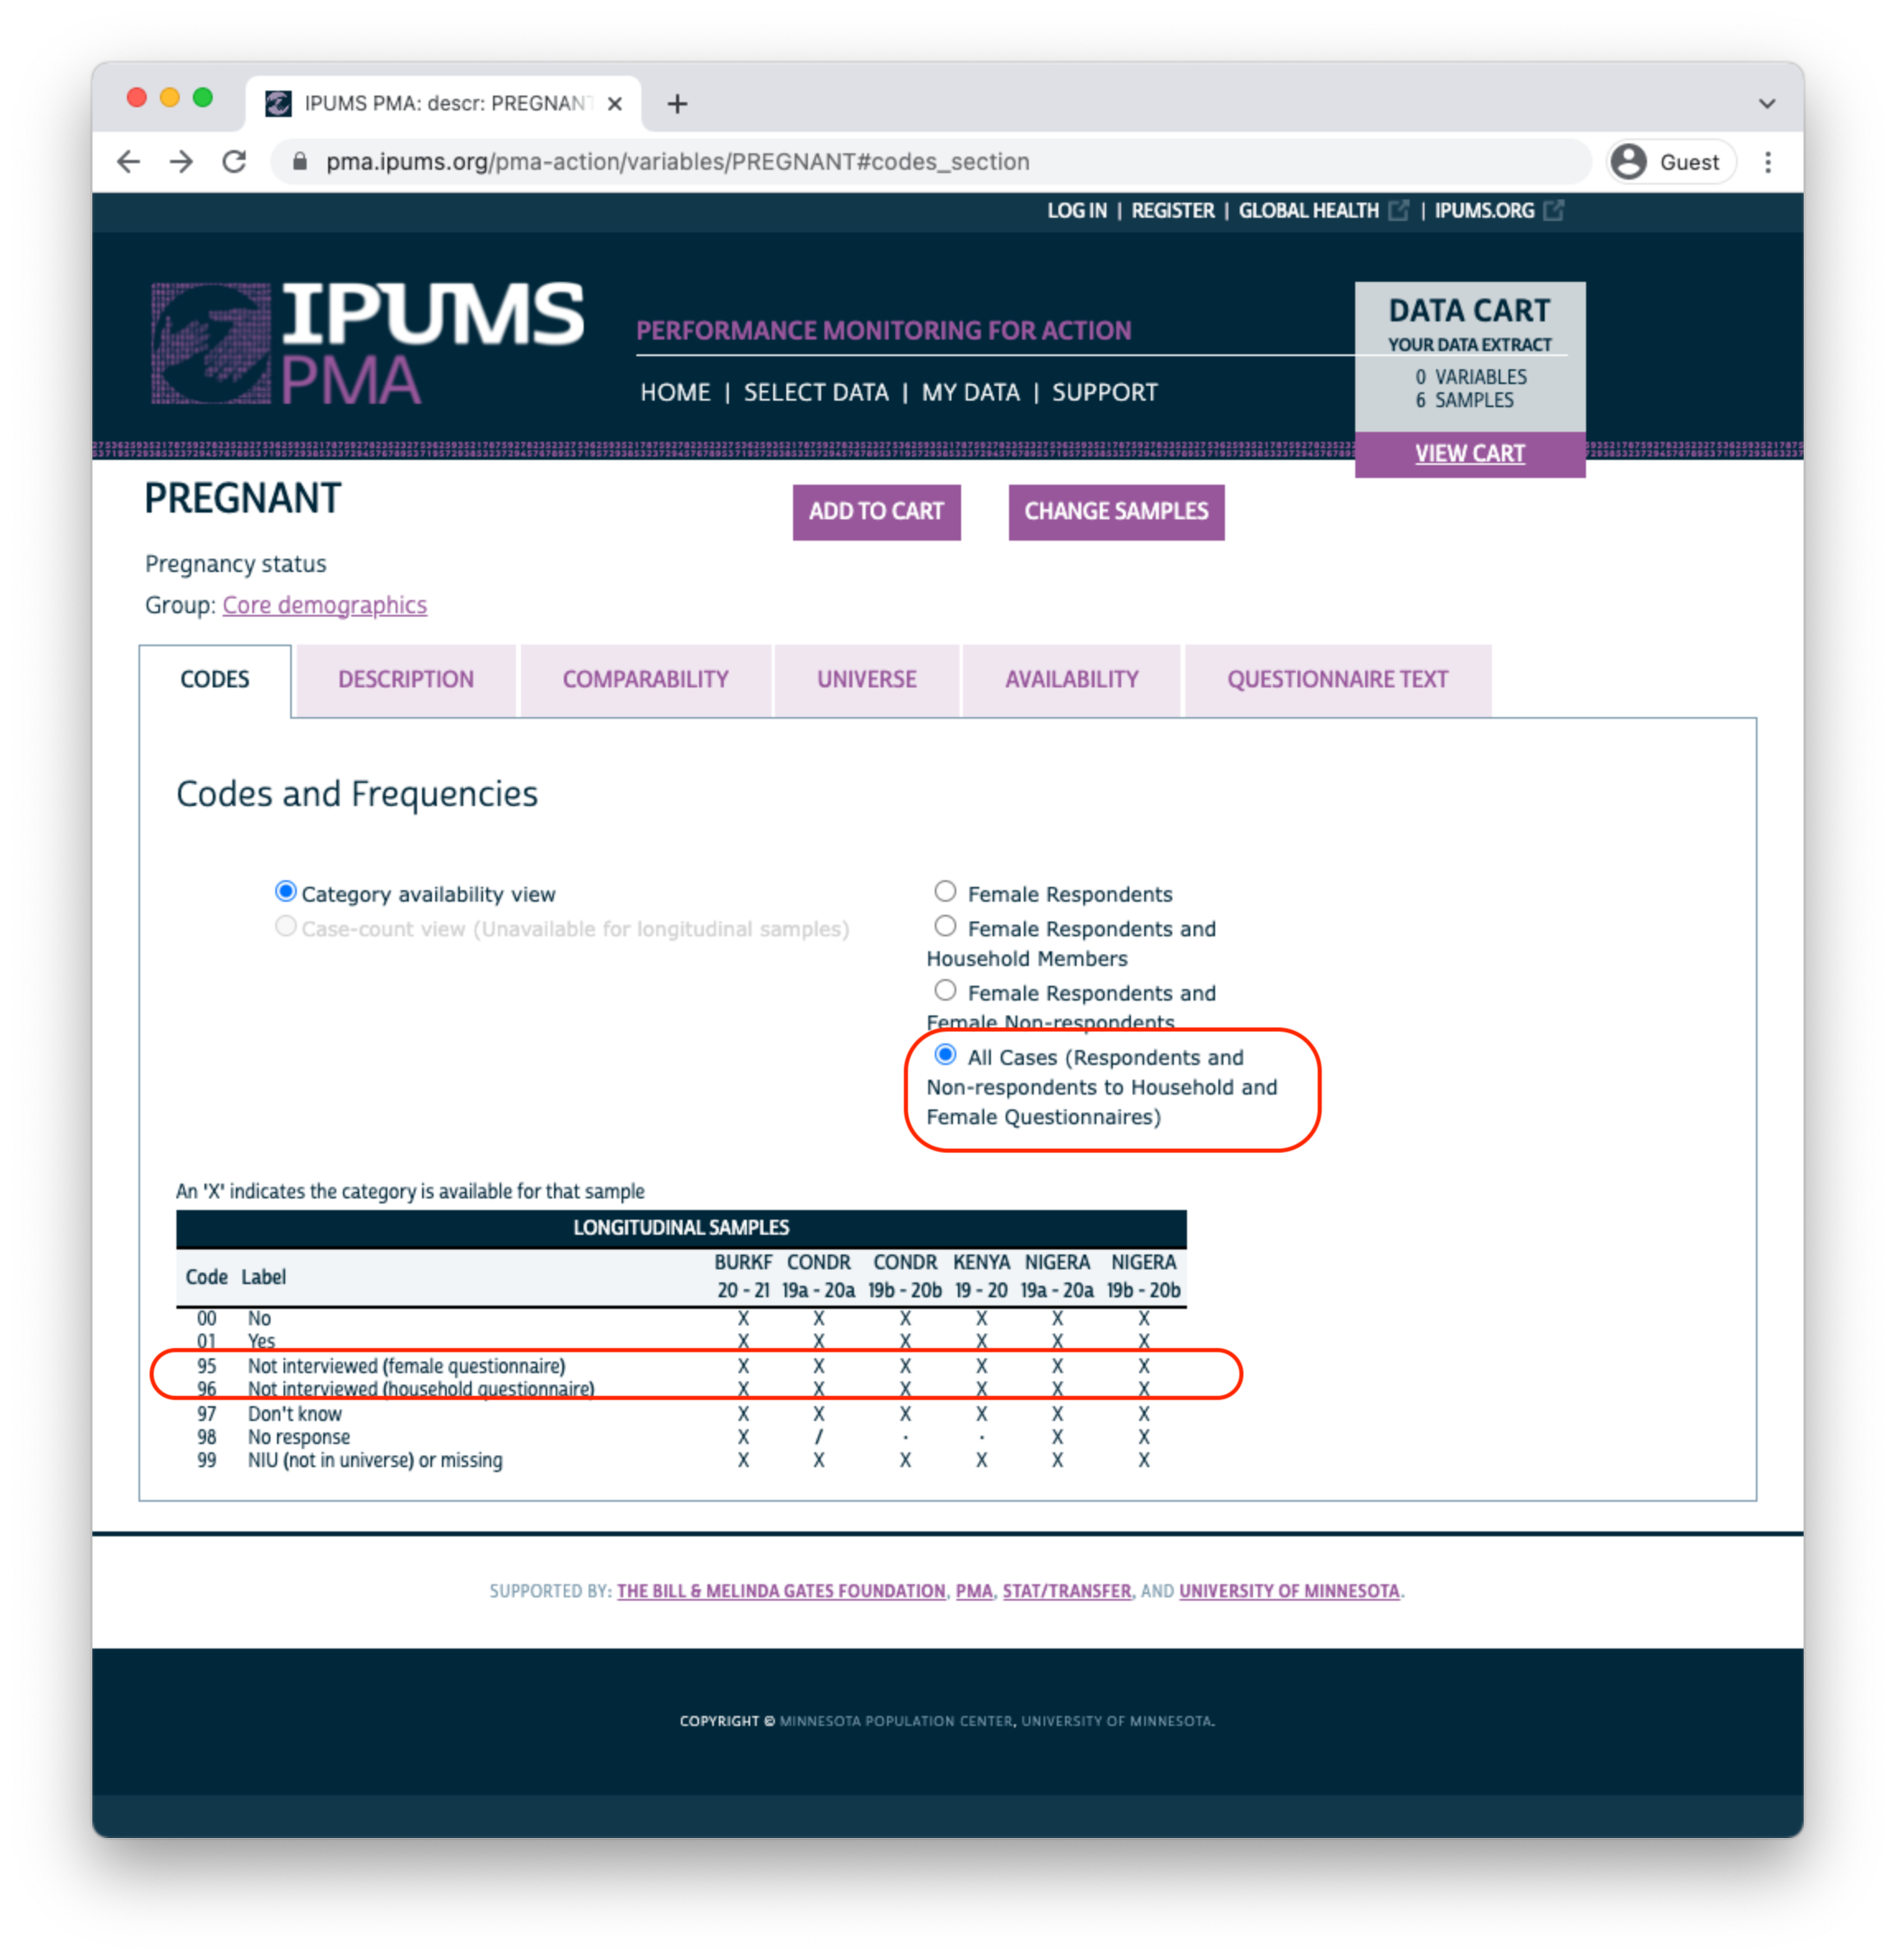 IPUMS PMA: descr: PREGNANT
pma.ipums.org/pma-action/variables/PREGNANT#codes_section
Guest
LOG IN | REGISTER | GLOBAL HEALTH | IPUMS.ORG
IPUMS
PMA
PERFORMANCE MONITORING FOR ACTION
HOME | SELECT DATA | MY DATA | SUPPORT
DATA CART
YOUR DATA EXTRACT
0 VARIABLES
6 SAMPLES
VIEW CART
PREGNANT
ADD TO CART
CHANGE SAMPLES
Pregnancy status
Group: Core demographics
CODES DESCRIPTION COMPARABILITY UNIVERSE AVAILABILITY QUESTIONNAIRE TEXT
Codes and Frequencies
Category availability view
Case-count view (Unavailable for longitudinal samples)
Female Respondents
Female Respondents and
Household Members
Female Respondents and
Female Non-respondents
All Cases (Respondents and
Non-respondents to Household and
Female Questionnaires)
An 'X' indicates the category is available for that sample
LONGITUDINAL SAMPLES
Code Label BURKF 20 - 21 CONDR 19a - 20a CONDR 19b - 20b KENYA 19 - 20 NIGERA 19a - 20a NIGERA 19b - 20b
00 No X X X X X X
01 Yes X X X X X X
95 Not interviewed (female questionnaire) X X X X X X
96 Not interviewed (household questionnaire) X X X X X X
97 Don't know X X X X X X
98 No response X / · · X X
99 NIU (not in universe) or missing X X X X X X
SUPPORTED BY: THE BILL & MELINDA GATES FOUNDATION, PMA, STAT/TRANSFER, AND UNIVERSITY OF MINNESOTA.
COPYRIGHT © MINNESOTA POPULATION CENTER, UNIVERSITY OF MINNESOTA.